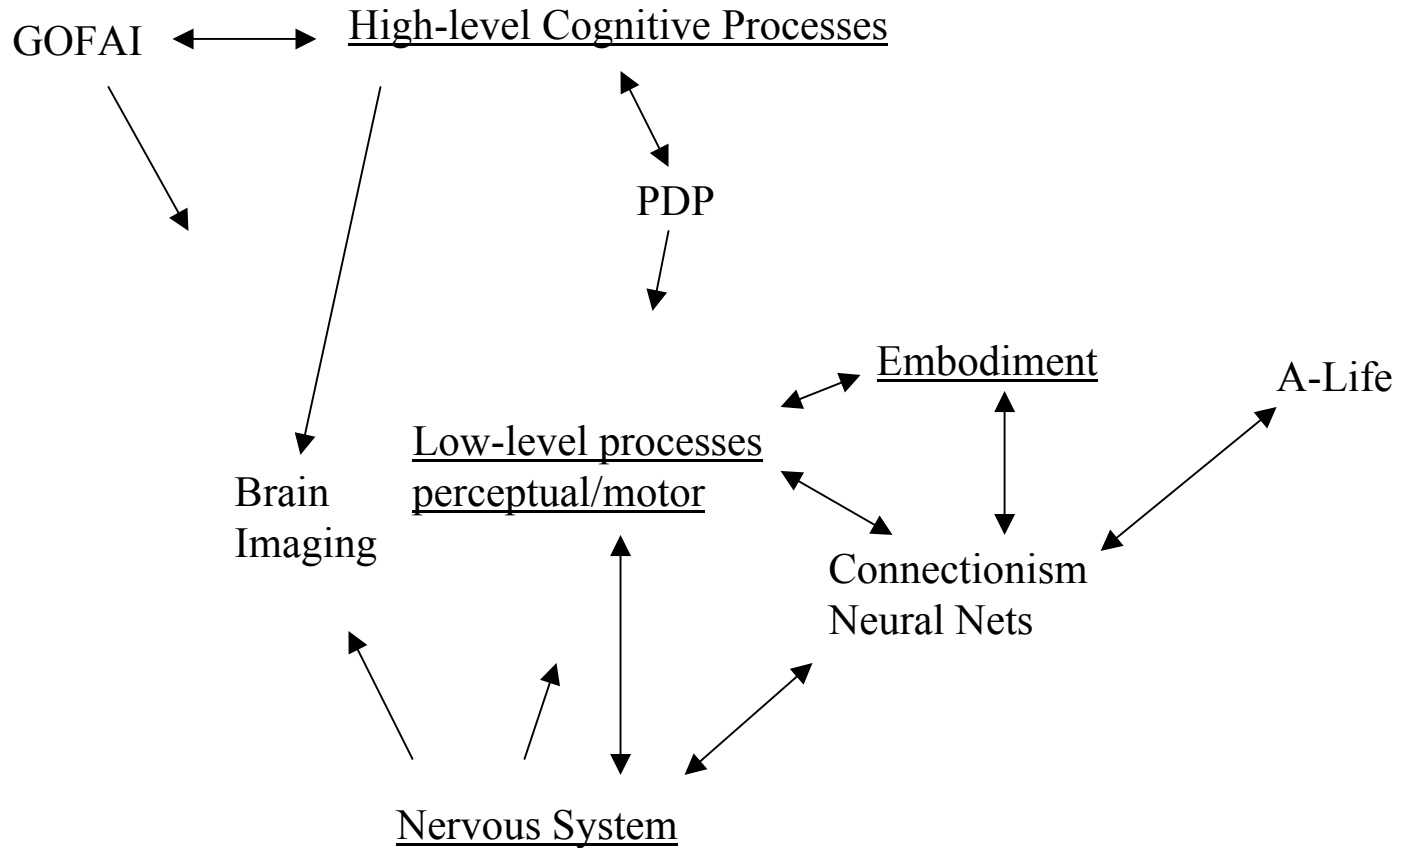 GOFAI
High-level Cognitive Processes
PDP
Embodiment
A-Life
Low-level processes
perceptual/motor
Brain
Imaging
Connectionism
Neural Nets
Nervous System